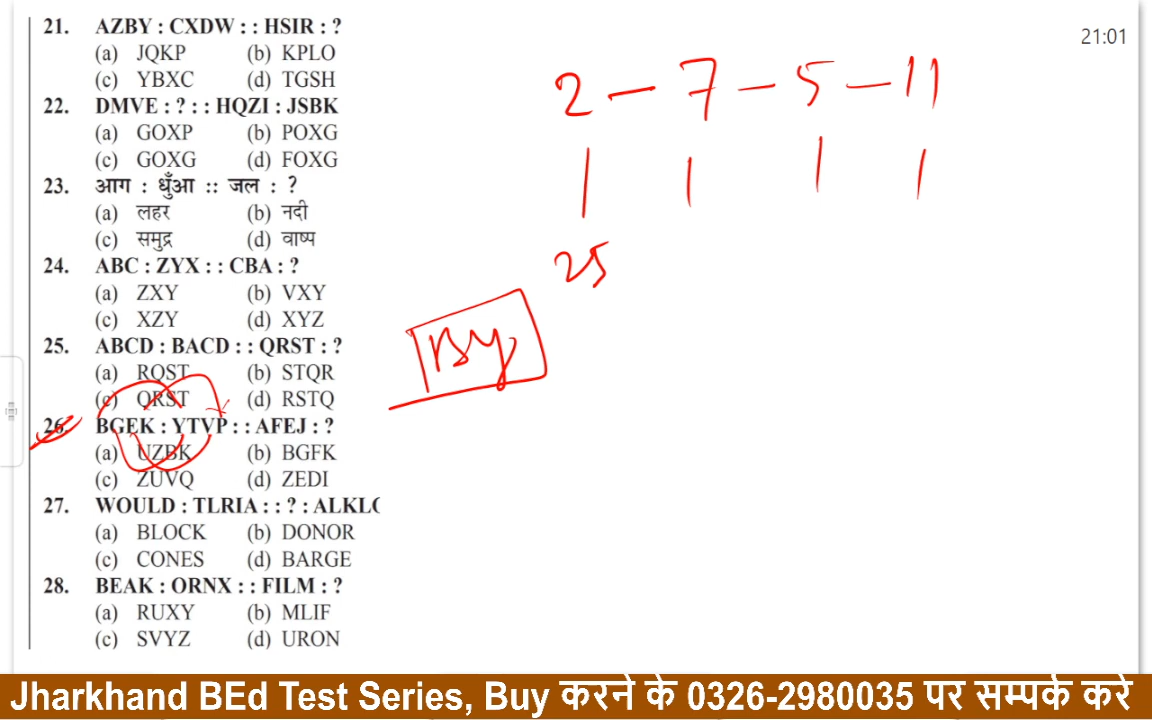 21. AZBY : CXDW : : HSIR : ?
(a) JQKP (b) KPLO
(c) YBXC (d) TGSH
22. DMVE : ? : : HQZI : JSBK
(a) GOXP (b) POXG
(c) GOXG (d) FOXG
23. आग : धुँआ :: जल : ?
(a) लहर (b) नदी
(c) समुद्र (d) वाष्प
24. ABC : ZYX : : CBA : ?
(a) ZXY (b) VXY
(c) XZY (d) XYZ
25. ABCD : BACD : : QRST : ?
(a) RQST (b) STQR
(c) QRST (d) RSTQ
26. BGEK : YTVP : : AFEJ : ?
(a) UZBK (b) BGFK
(c) ZUVQ (d) ZEDI
27. WOULD : TLRIA : : ? : ALKLO
(a) BLOCK (b) DONOR
(c) CONES (d) BARGE
28. BEAK : ORNX : : FILM : ?
(a) RUXY (b) MLIF
(c) SVYZ (d) URON
21:01
2 - 7 - 5 - 11
25
By
Jharkhand BEd Test Series, Buy करने के 0326-2980035 पर सम्पर्क करे